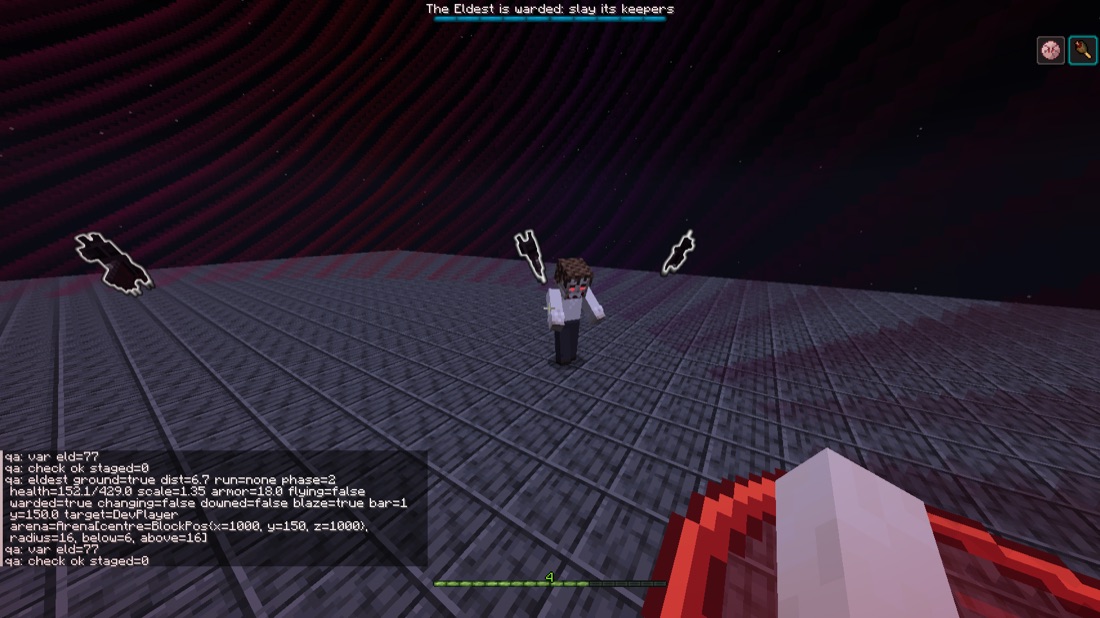 The Eldest is warded: slay its keepers
qa: var eld=77
qa: check ok staged=0
qa: eldest ground=true dist=6.7 run=none phase=2
health=152.1/429.0 scale=1.35 armor=18.0 flying=false
warded=true changing=false downed=false blaze=true bar=1
y=150.0 target=DevPlayer
arena=Arena[centre=BlockPos{x=1000, y=150, z=1000},
radius=16, below=6, above=16]
qa: var eld=77
qa: check ok staged=0
4